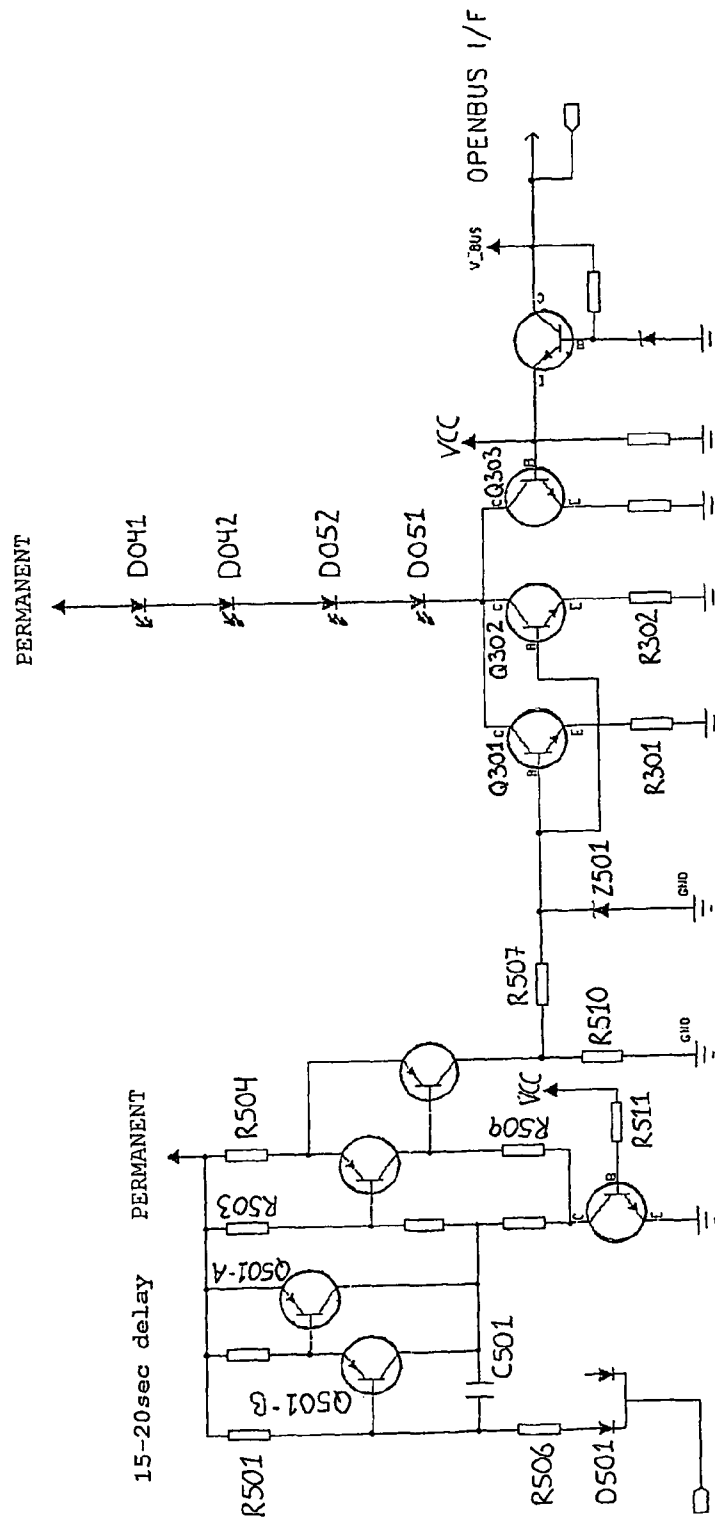 OPENBUS I/F
V_BUS
C
B
E
VCC
PERMANENT
D041
D042
D052
D051
C
Q303
B
E
C
Q302
B
E
R302
C
Q301
B
E
R301
Z501
GND
R507
R510
GND
15-20sec delay
PERMANENT
R504
R503
R509
VCC
R511
B
C
E
Q501-A
Q501-B
C501
R501
R506
D501